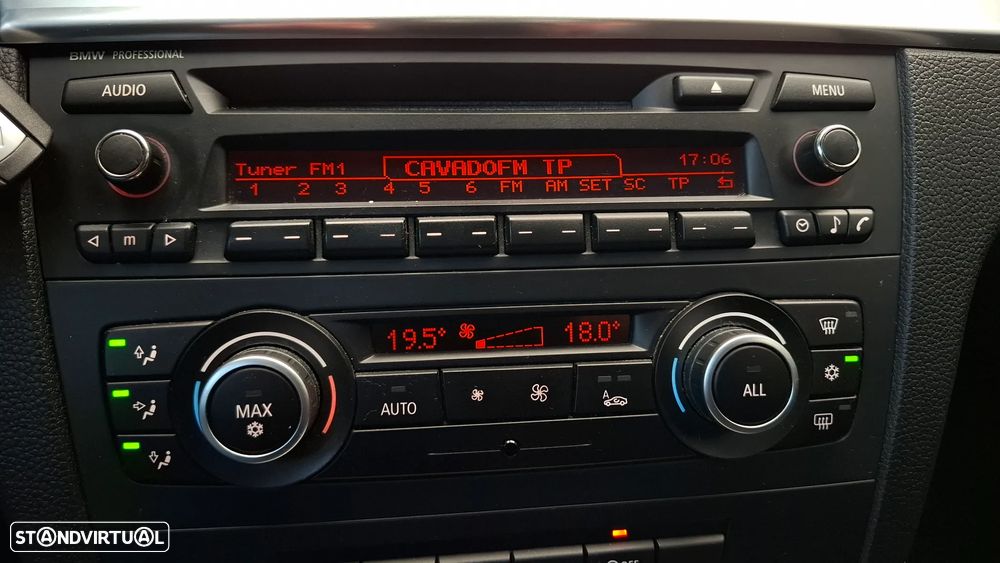 BMW PROFESSIONAL
AUDIO
MENU
Tuner FM1 CAVADOFM TP 17:06
1 2 3 4 5 6 FM AM SET SC TP
m
19.5° 18.0°
MAX
AUTO
A
ALL
OFF
STANDVIRTUAL